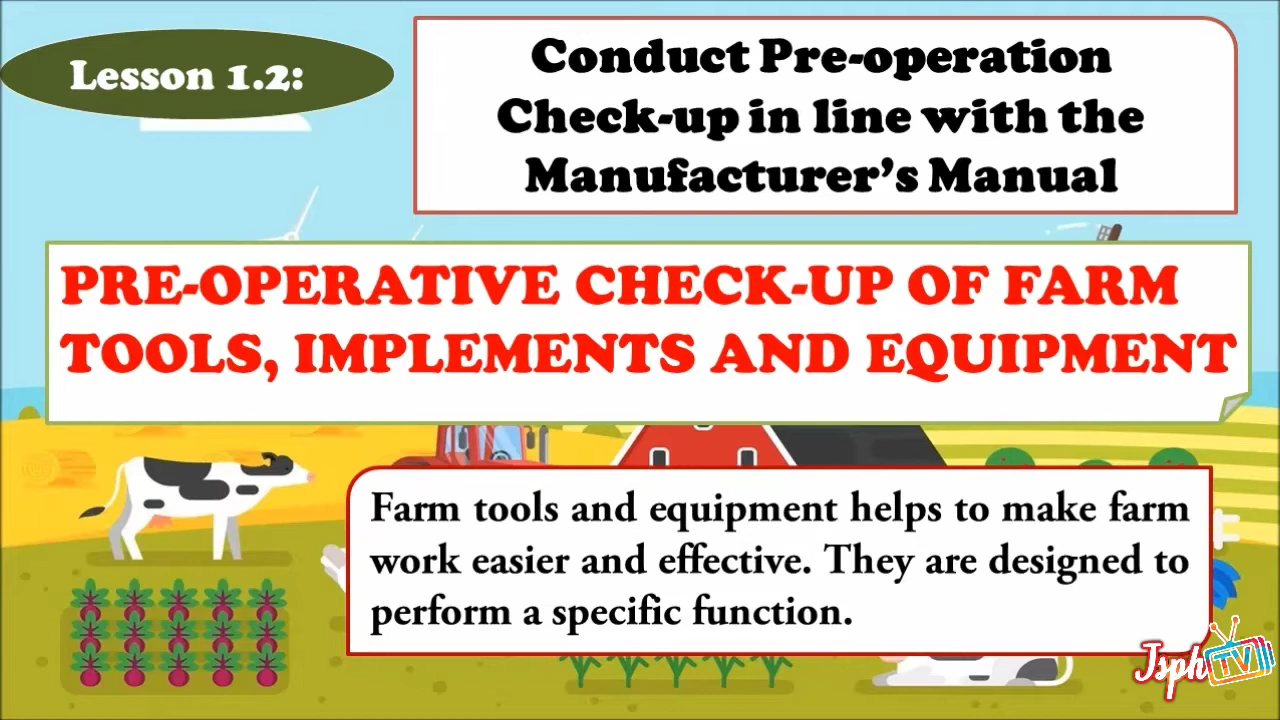 Lesson 1.2:
Conduct Pre-operation
Check-up in line with the
Manufacturer’s Manual
PRE-OPERATIVE CHECK-UP OF FARM
TOOLS, IMPLEMENTS AND EQUIPMENT
Farm tools and equipment helps to make farm
work easier and effective. They are designed to
perform a specific function.
Jsph TV